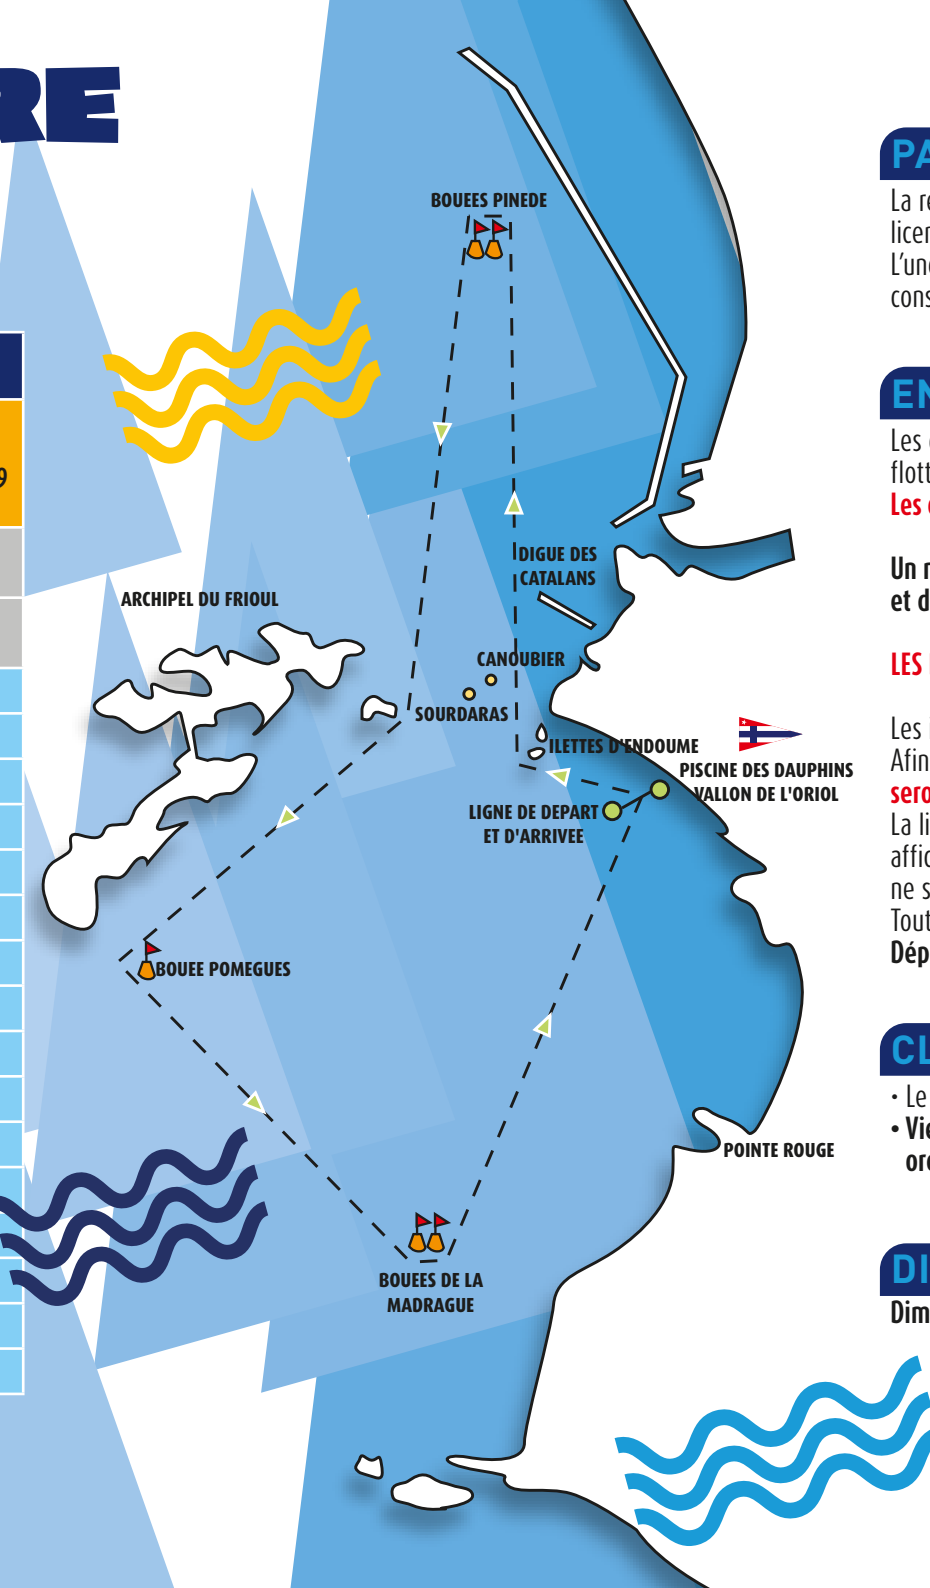 RE
9
BOUEES PINEDE
DIGUE DES
CATALANS
ARCHIPEL DU FRIOUL
CANOUBIER
SOURDARAS
ILETTES D'ENDOUME
PISCINE DES DAUPHINS
VALLON DE L'ORIOL
LIGNE DE DEPART
ET D'ARRIVEE
BOUEE POMEGUES
POINTE ROUGE
BOUEES DE LA
MADRAGUE
PA
La re
licen
L'une
cons
EN
Les
flott
Les
Un
et d
LES
Les
Afin
sero
La li
affic
ne s
Tout
Dép
CL
• Le
• Vie
ord
DI
Dim